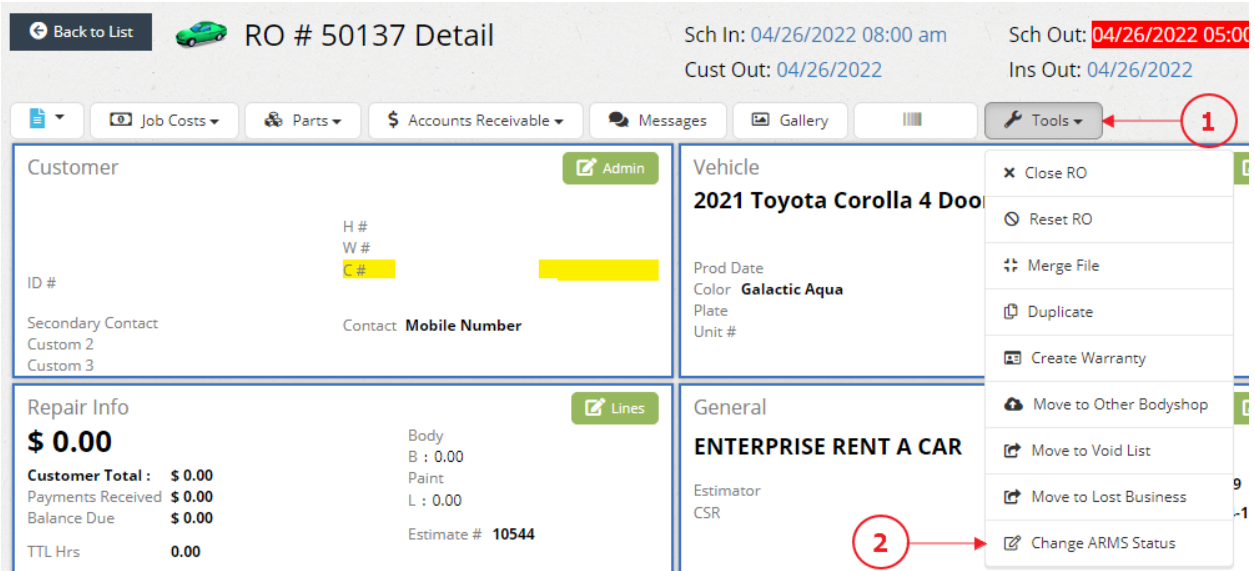 Back to List
RO # 50137 Detail
Sch In: 04/26/2022 08:00 am
Sch Out: 04/26/2022 05:00
Cust Out: 04/26/2022
Ins Out: 04/26/2022
Job Costs
Parts
$ Accounts Receivable
Messages
Gallery
Tools
1
Customer
Admin
H #
W #
C #
ID #
Secondary Contact
Contact Mobile Number
Custom 2
Custom 3
Vehicle
2021 Toyota Corolla 4 Door
Prod Date
Color Galactic Aqua
Plate
Unit #
Close RO
Reset RO
Merge File
Duplicate
Create Warranty
Move to Other Bodyshop
Move to Void List
Move to Lost Business
Change ARMS Status
2
Repair Info
Lines
$ 0.00
Customer Total : $ 0.00
Payments Received $ 0.00
Balance Due $ 0.00
TTL Hrs 0.00
Body
B : 0.00
Paint
L : 0.00
Estimate # 10544
General
ENTERPRISE RENT A CAR
Estimator
9
CSR
-1